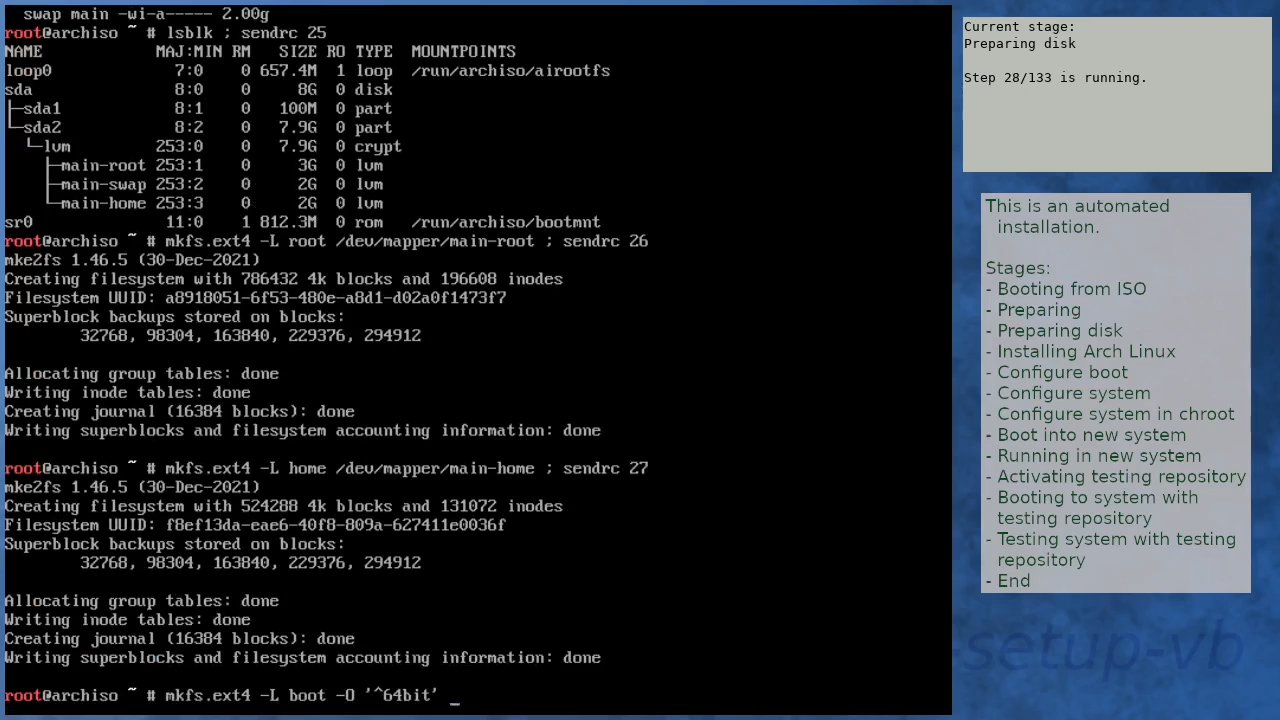 swap main -wi-a----- 2.00g
root@archiso ~ # lsblk ; sendrc 25
NAME MAJ:MIN RM SIZE RO TYPE MOUNTPOINTS
loop0 7:0 0 657.4M 1 loop /run/archiso/airootfs
sda 8:0 0 8G 0 disk
├─sda1 8:1 0 100M 0 part
└─sda2 8:2 0 7.9G 0 part
└─lvm 253:0 0 7.9G 0 crypt
├─main-root 253:1 0 3G 0 lvm
├─main-swap 253:2 0 2G 0 lvm
└─main-home 253:3 0 2G 0 lvm
sr0 11:0 1 812.3M 0 rom /run/archiso/bootmnt
root@archiso ~ # mkfs.ext4 -L root /dev/mapper/main-root ; sendrc 26
mke2fs 1.46.5 (30-Dec-2021)
Creating filesystem with 786432 4k blocks and 196608 inodes
Filesystem UUID: a8918051-6f53-480e-a8d1-d02a0f1473f7
Superblock backups stored on blocks:
32768, 98304, 163840, 229376, 294912
Allocating group tables: done
Writing inode tables: done
Creating journal (16384 blocks): done
Writing superblocks and filesystem accounting information: done
root@archiso ~ # mkfs.ext4 -L home /dev/mapper/main-home ; sendrc 27
mke2fs 1.46.5 (30-Dec-2021)
Creating filesystem with 524288 4k blocks and 131072 inodes
Filesystem UUID: f8ef13da-eae6-40f8-809a-627411e0036f
Superblock backups stored on blocks:
32768, 98304, 163840, 229376, 294912
Allocating group tables: done
Writing inode tables: done
Creating journal (16384 blocks): done
Writing superblocks and filesystem accounting information: done
root@archiso ~ # mkfs.ext4 -L boot -O '^64bit' _
Current stage:
Preparing disk
Step 28/133 is running.
This is an automated
installation.
Stages:
- Booting from ISO
- Preparing
- Preparing disk
- Installing Arch Linux
- Configure boot
- Configure system
- Configure system in chroot
- Boot into new system
- Running in new system
- Activating testing repository
- Booting to system with
testing repository
- Testing system with testing
repository
- End
-setup-vb